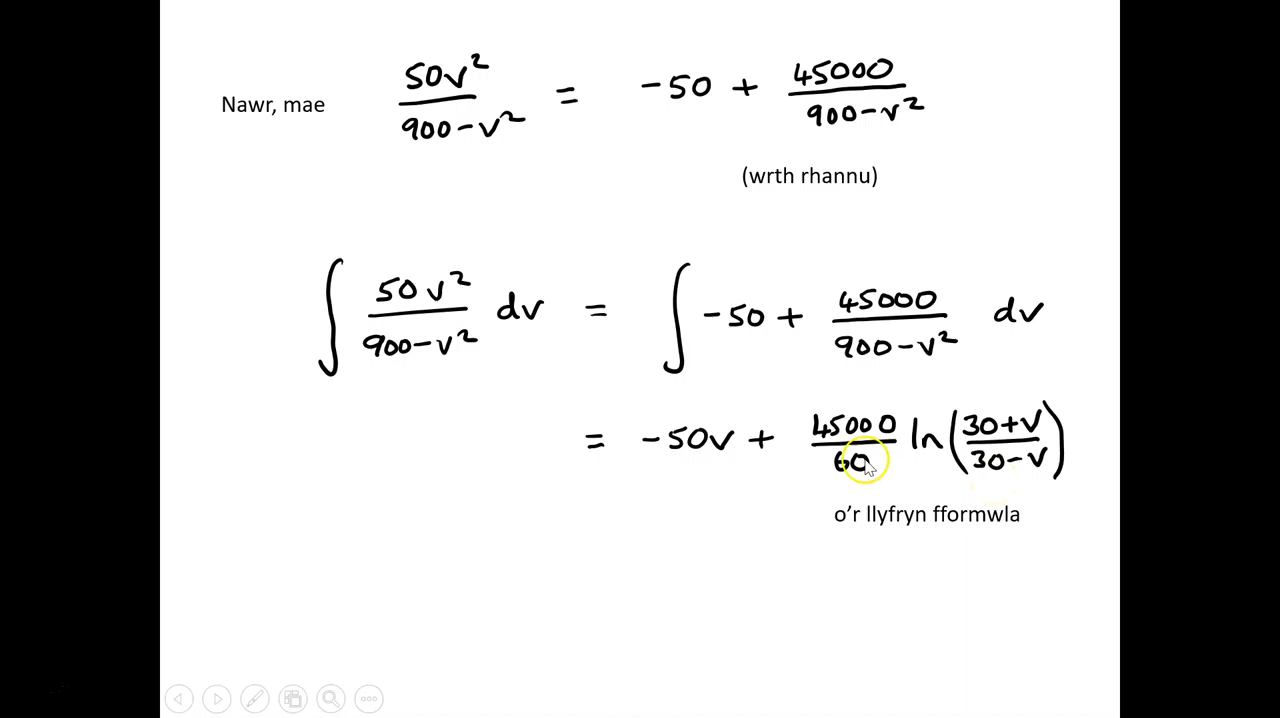 Nawr, mae 50v²/(900-v²) = -50 + 45000/(900-v²)
(wrth rhannu)
∫ 50v²/(900-v²) dv = ∫ -50 + 45000/(900-v²) dv
= -50v + 45000/60 ln((30+v)/(30-v))
o'r llyfryn fformwla